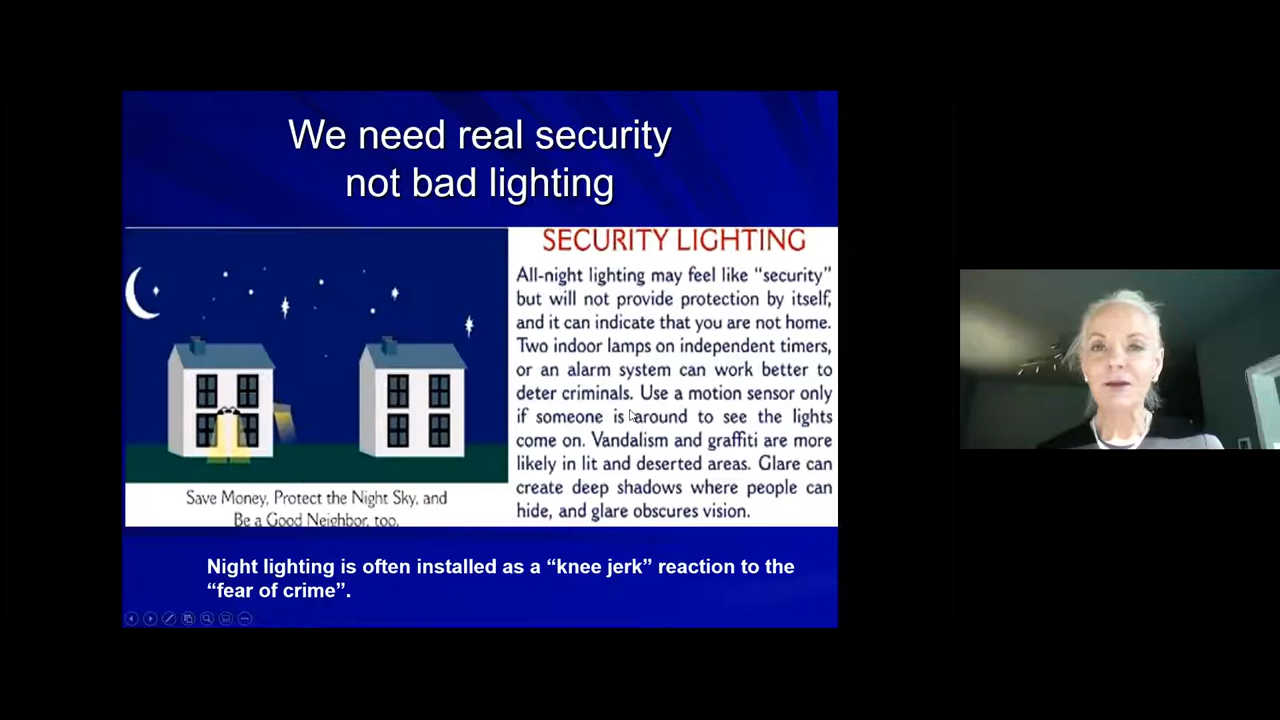 We need real security
not bad lighting
SECURITY LIGHTING
All-night lighting may feel like “security”
but will not provide protection by itself,
and it can indicate that you are not home.
Two indoor lamps on independent timers,
or an alarm system can work better to
deter criminals. Use a motion sensor only
if someone is around to see the lights
come on. Vandalism and graffiti are more
likely in lit and deserted areas. Glare can
create deep shadows where people can
hide, and glare obscures vision.
Save Money, Protect the Night Sky, and
Be a Good Neighbor, too.
Night lighting is often installed as a “knee jerk” reaction to the
“fear of crime”.